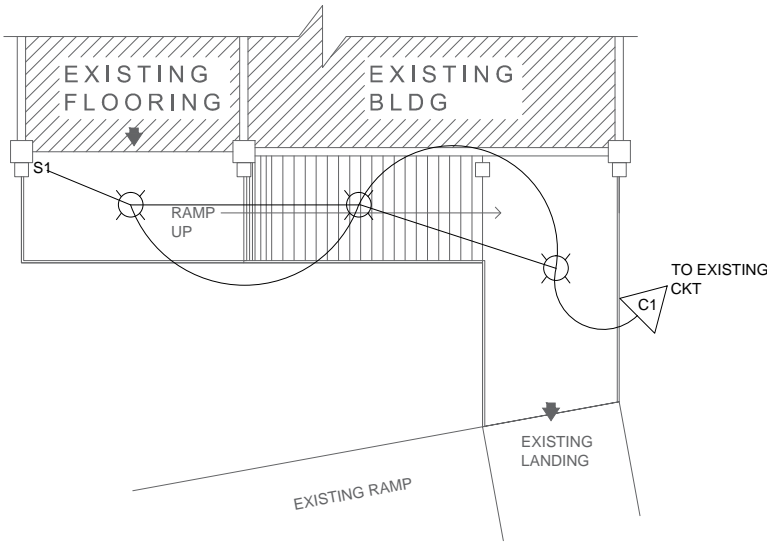 EXISTING
FLOORING
EXISTING
BLDG
S1
RAMP
UP
TO EXISTING
CKT
C1
EXISTING
LANDING
EXISTING RAMP